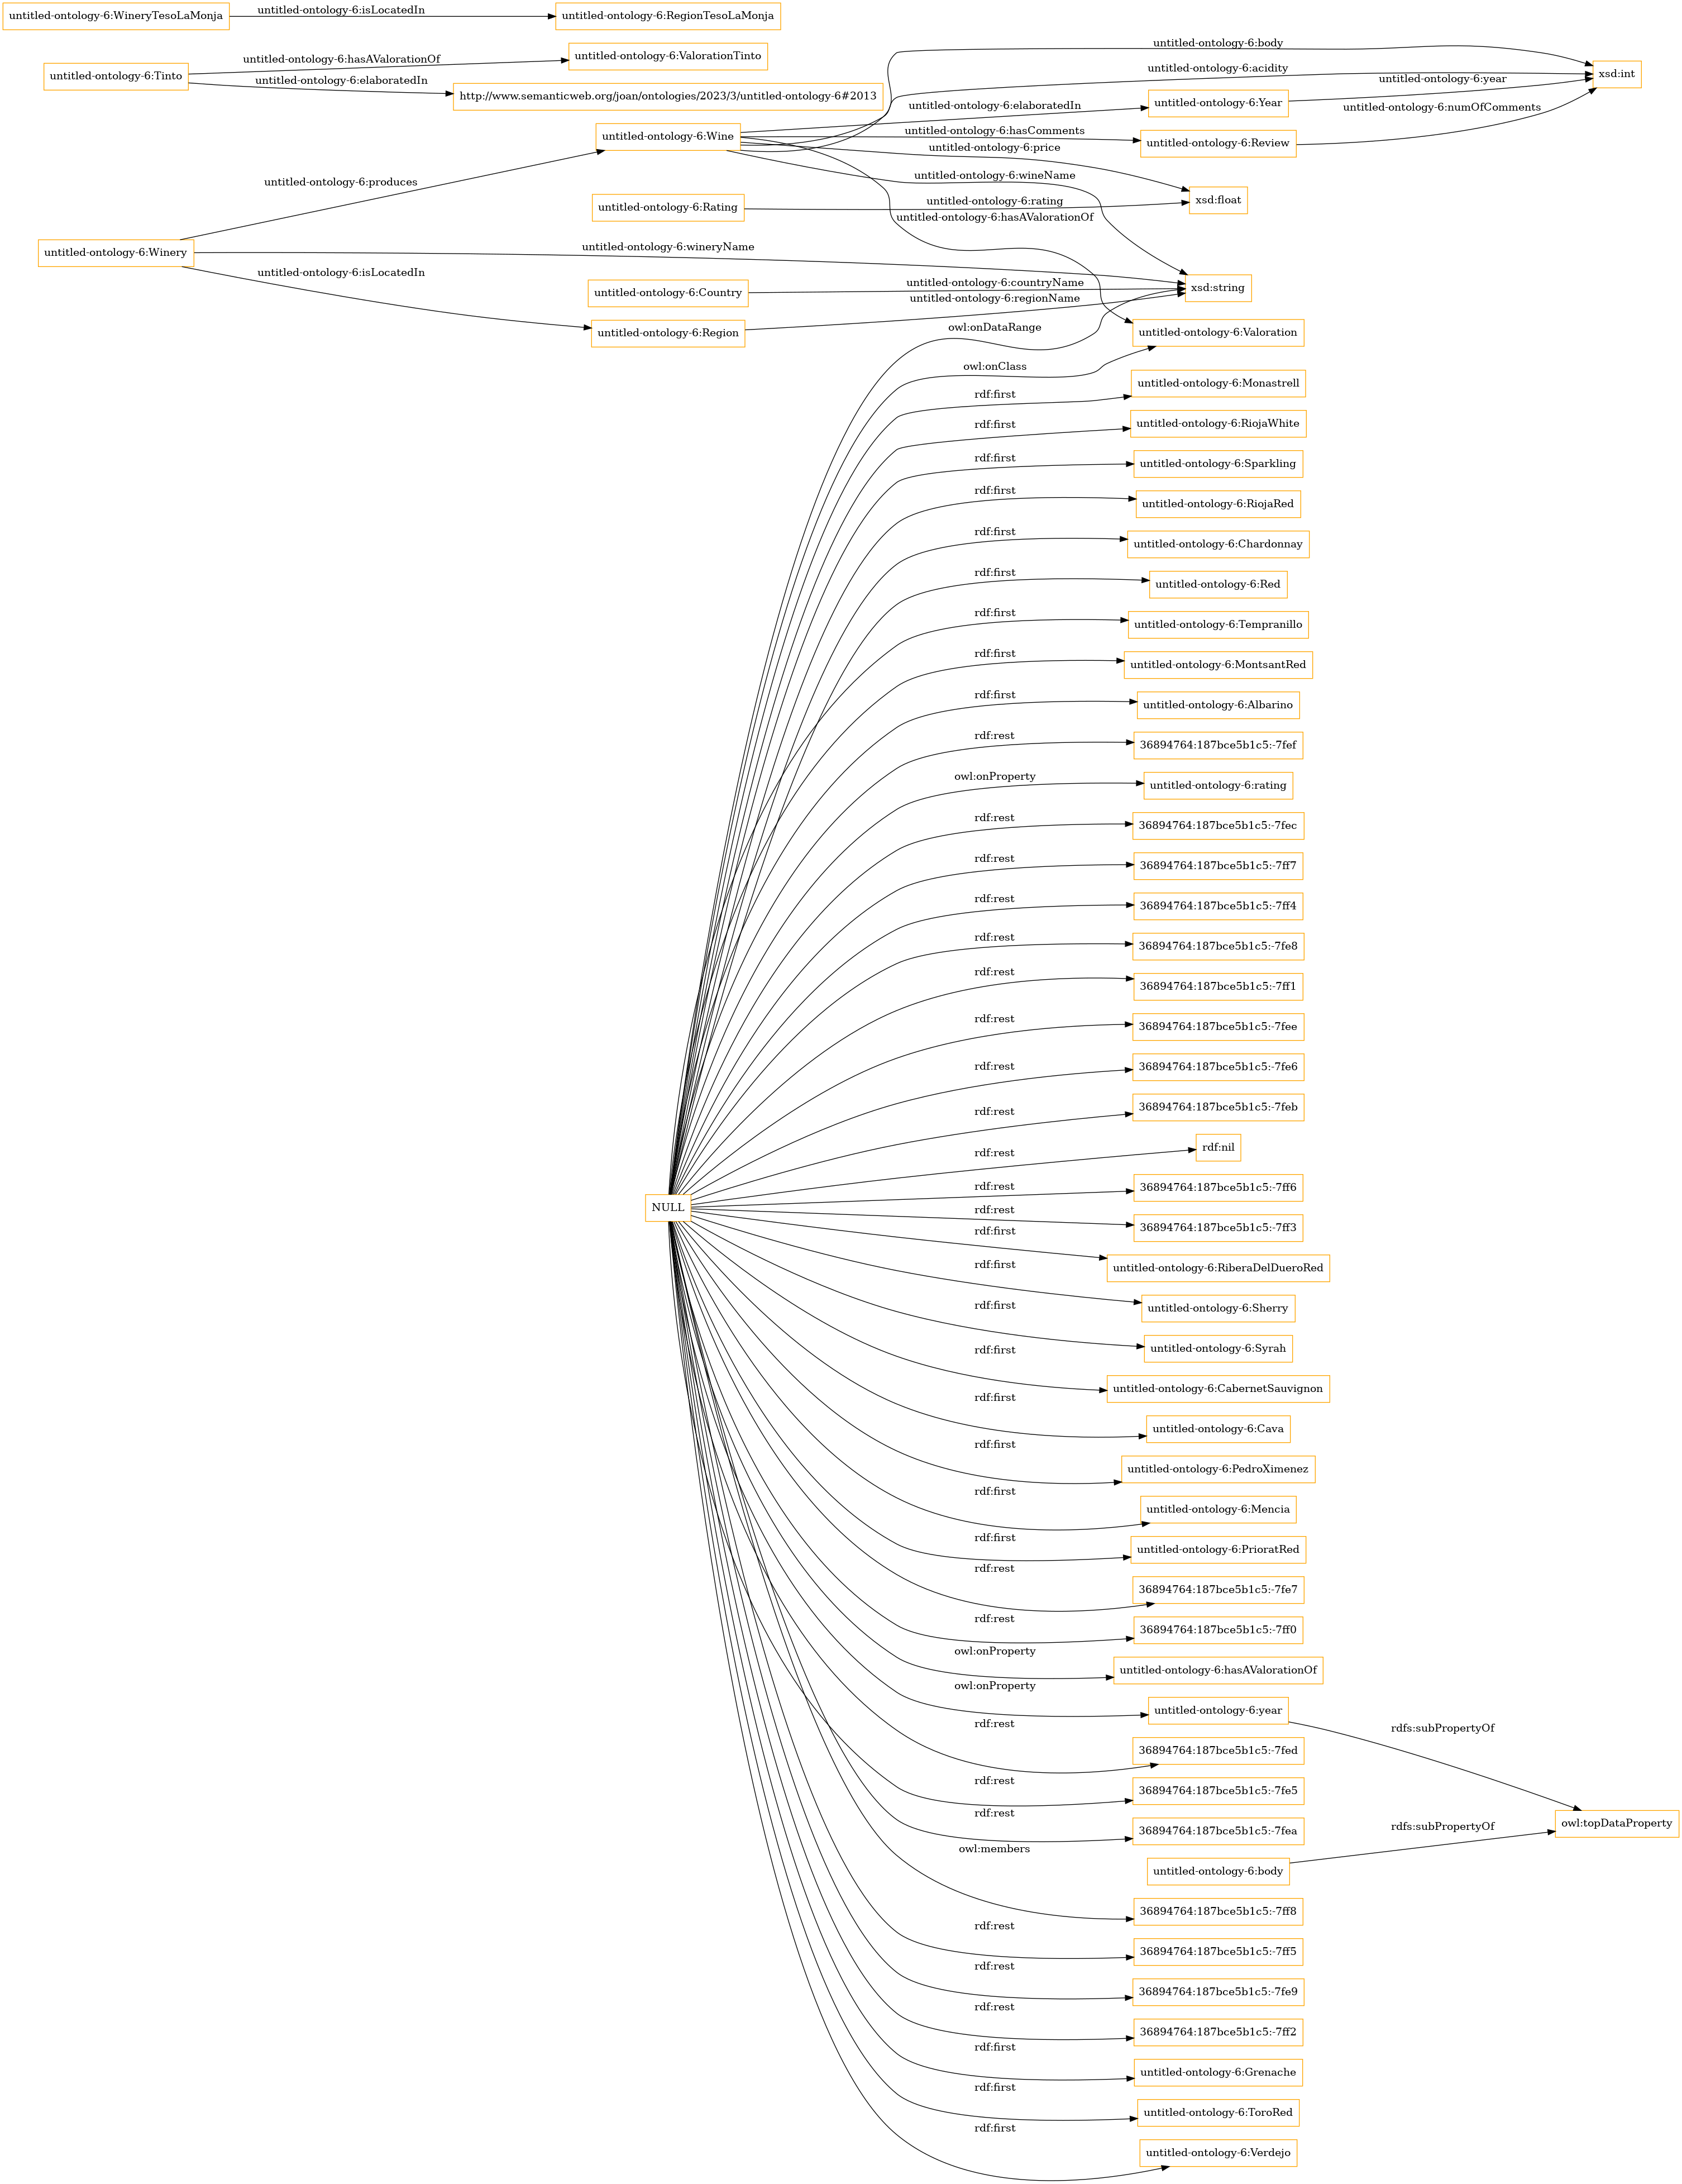 untitled-ontology-6:WineryTesoLaMonja
untitled-ontology-6:isLocatedIn
untitled-ontology-6:RegionTesoLaMonja
untitled-ontology-6:Tinto
untitled-ontology-6:hasAValorationOf
untitled-ontology-6:ValorationTinto
untitled-ontology-6:elaboratedIn
http://www.semanticweb.org/joan/ontologies/2023/3/untitled-ontology-6#2013
untitled-ontology-6:body
xsd:int
untitled-ontology-6:acidity
untitled-ontology-6:year
untitled-ontology-6:elaboratedIn
untitled-ontology-6:Year
untitled-ontology-6:numOfComments
untitled-ontology-6:Wine
untitled-ontology-6:hasComments
untitled-ontology-6:Review
untitled-ontology-6:price
untitled-ontology-6:produces
untitled-ontology-6:wineName
untitled-ontology-6:Rating
untitled-ontology-6:rating
xsd:float
untitled-ontology-6:hasAValorationOf
untitled-ontology-6:Winery
untitled-ontology-6:wineryName
untitled-ontology-6:isLocatedIn
untitled-ontology-6:Country
untitled-ontology-6:countryName
xsd:string
untitled-ontology-6:regionName
untitled-ontology-6:Region
owl:onDataRange
untitled-ontology-6:Valoration
owl:onClass
rdf:first
untitled-ontology-6:Monastrell
rdf:first
untitled-ontology-6:RiojaWhite
rdf:first
untitled-ontology-6:Sparkling
rdf:first
untitled-ontology-6:RiojaRed
rdf:first
untitled-ontology-6:Chardonnay
rdf:first
untitled-ontology-6:Red
rdf:first
untitled-ontology-6:Tempranillo
rdf:first
untitled-ontology-6:MontsantRed
rdf:first
untitled-ontology-6:Albarino
rdf:rest
36894764:187bce5b1c5:-7fef
owl:onProperty
untitled-ontology-6:rating
rdf:rest
36894764:187bce5b1c5:-7fec
rdf:rest
36894764:187bce5b1c5:-7ff7
rdf:rest
36894764:187bce5b1c5:-7ff4
rdf:rest
36894764:187bce5b1c5:-7fe8
rdf:rest
36894764:187bce5b1c5:-7ff1
rdf:rest
36894764:187bce5b1c5:-7fee
rdf:rest
36894764:187bce5b1c5:-7fe6
rdf:rest
36894764:187bce5b1c5:-7feb
rdf:rest
rdf:nil
rdf:rest
36894764:187bce5b1c5:-7ff6
NULL
rdf:rest
36894764:187bce5b1c5:-7ff3
rdf:first
untitled-ontology-6:RiberaDelDueroRed
rdf:first
untitled-ontology-6:Sherry
rdf:first
untitled-ontology-6:Syrah
rdf:first
untitled-ontology-6:CabernetSauvignon
rdf:first
untitled-ontology-6:Cava
rdf:first
untitled-ontology-6:PedroXimenez
rdf:first
untitled-ontology-6:Mencia
rdf:first
untitled-ontology-6:PrioratRed
rdf:rest
36894764:187bce5b1c5:-7fe7
rdf:rest
36894764:187bce5b1c5:-7ff0
owl:onProperty
untitled-ontology-6:hasAValorationOf
owl:onProperty
untitled-ontology-6:year
rdfs:subPropertyOf
rdf:rest
36894764:187bce5b1c5:-7fed
rdf:rest
36894764:187bce5b1c5:-7fe5
rdf:rest
36894764:187bce5b1c5:-7fea
owl:topDataProperty
rdfs:subPropertyOf
owl:members
untitled-ontology-6:body
36894764:187bce5b1c5:-7ff8
rdf:rest
36894764:187bce5b1c5:-7ff5
rdf:rest
36894764:187bce5b1c5:-7fe9
rdf:rest
36894764:187bce5b1c5:-7ff2
rdf:first
untitled-ontology-6:Grenache
rdf:first
untitled-ontology-6:ToroRed
rdf:first
untitled-ontology-6:Verdejo